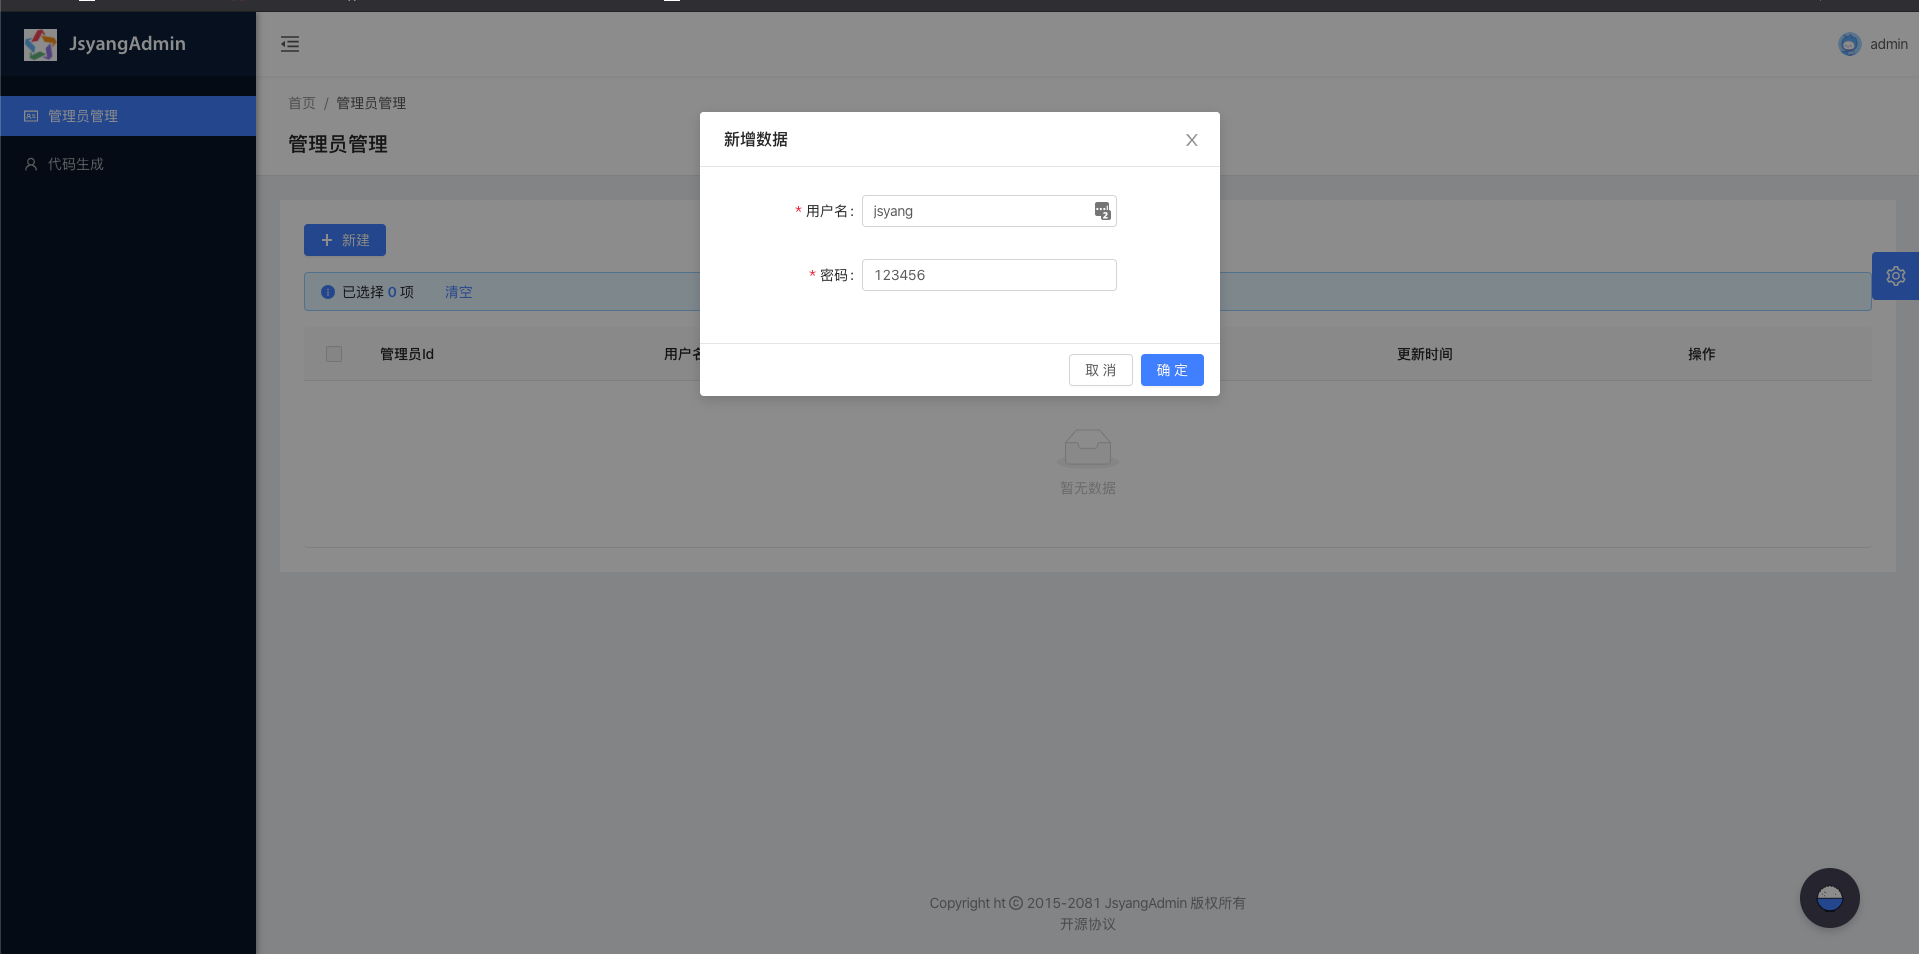 JsyangAdmin
admin
管理员管理
代码生成
首页 / 管理员管理
管理员管理
新增数据
* 用户名:
jsyang
* 密码:
123456
取 消
确 定
新建
已选择 0 项 清空
管理员Id 用户名 更新时间 操作
暂无数据
Copyright ht © 2015-2081 JsyangAdmin 版权所有
开源协议